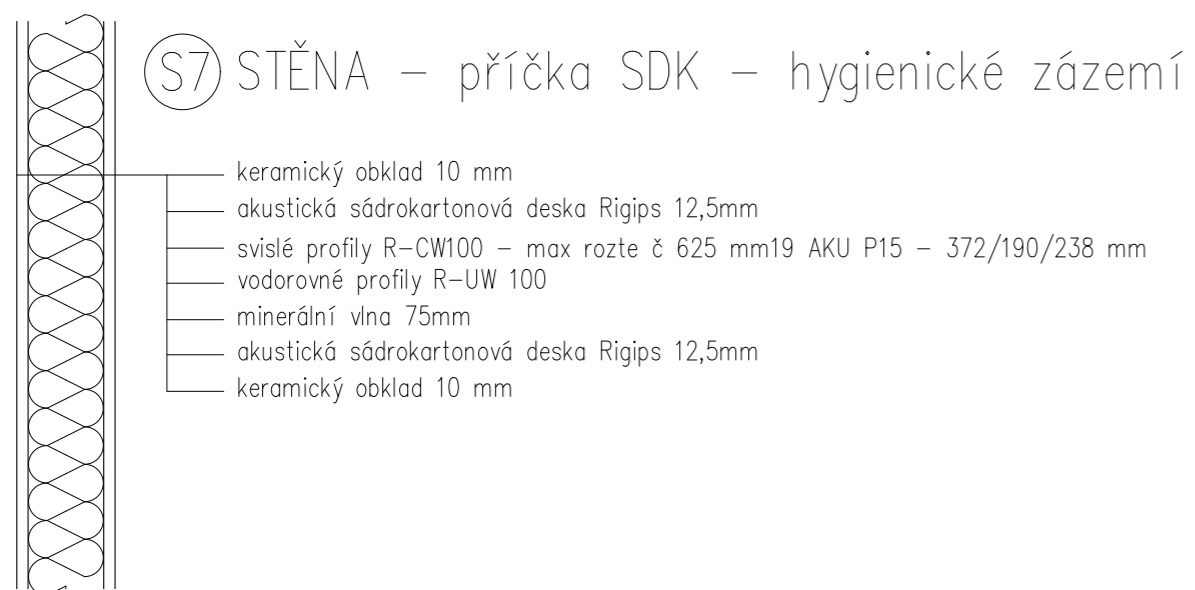 S7 STĚNA – příčka SDK – hygienické zázemí
keramický obklad 10 mm
akustická sádrokartonová deska Rigips 12,5mm
svislé profily R–CW100 – max rozte č 625 mm19 AKU P15 – 372/190/238 mm
vodorovné profily R–UW 100
minerální vlna 75mm
akustická sádrokartonová deska Rigips 12,5mm
keramický obklad 10 mm